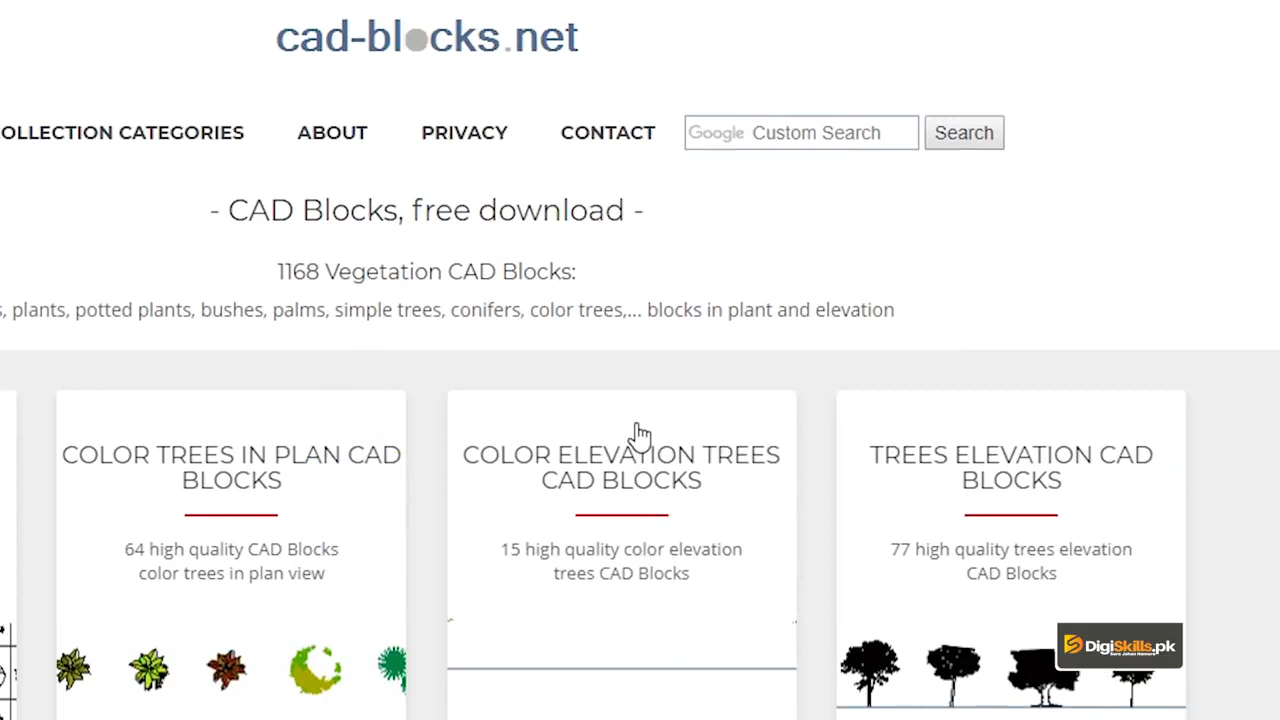 cad-blocks.net
OLLECTION CATEGORIES ABOUT PRIVACY CONTACT Google Custom Search Search
- CAD Blocks, free download -
1168 Vegetation CAD Blocks:
s, plants, potted plants, bushes, palms, simple trees, conifers, color trees,... blocks in plant and elevation
COLOR TREES IN PLAN CAD
BLOCKS
64 high quality CAD Blocks
color trees in plan view
COLOR ELEVATION TREES
CAD BLOCKS
15 high quality color elevation
trees CAD Blocks
TREES ELEVATION CAD
BLOCKS
77 high quality trees elevation
CAD Blocks
DigiSkills.pk